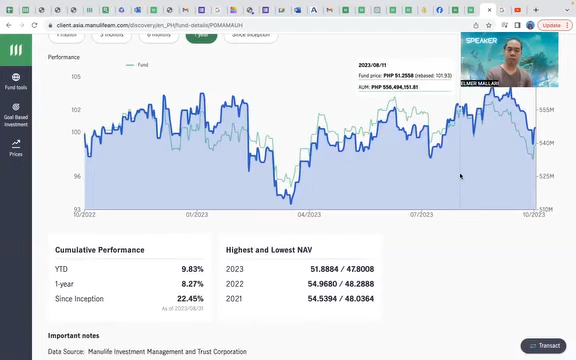 client.asia.manulifeam.com/discovery/en_PH/fund-details/P0MAMAUH
Update
1 month
3 months
6 months
1 year
Since inception
Fund tools
Goal Based
Investment
Prices
Performance
Fund
2023/08/11
Fund price: PHP 51.2558 (rebased: 101.93)
AUM: PHP 556,494,151.81
SPEAKER
ELMER MALLARI
105
102
100
96
93
555M
540M
525M
510M
10/2022
01/2023
04/2023
07/2023
10/2023
Cumulative Performance
YTD 9.83%
1-year 8.27%
Since Inception 22.45%
As of 2023/08/31
Highest and Lowest NAV
2023 51.8884 / 47.8008
2022 54.9680 / 48.2888
2021 54.5394 / 48.0364
Important notes
Data Source: Manulife Investment Management and Trust Corporation
Transact